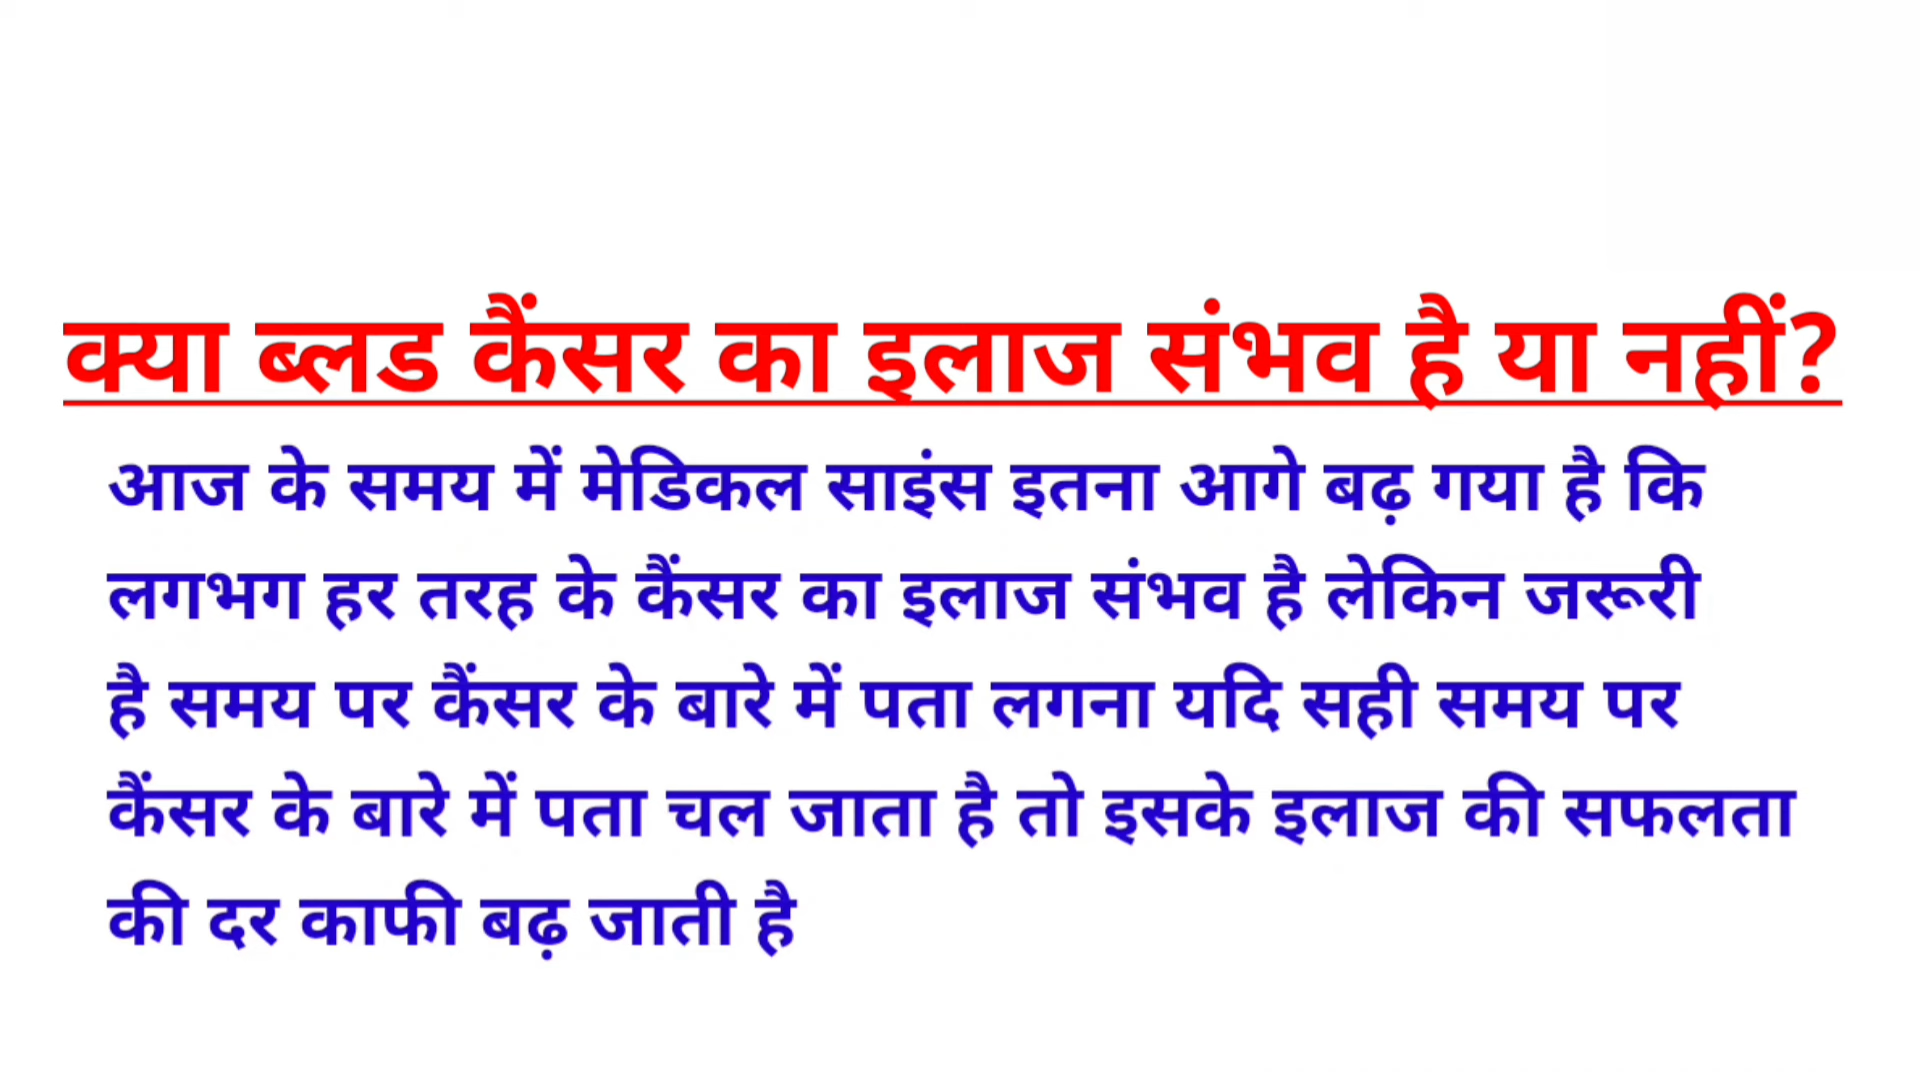 क्या ब्लड कैंसर का इलाज संभव है या नहीं?
आज के समय में मेडिकल साइंस इतना आगे बढ़ गया है कि
लगभग हर तरह के कैंसर का इलाज संभव है लेकिन जरूरी
है समय पर कैंसर के बारे में पता लगना यदि सही समय पर
कैंसर के बारे में पता चल जाता है तो इसके इलाज की सफलता
की दर काफी बढ़ जाती है